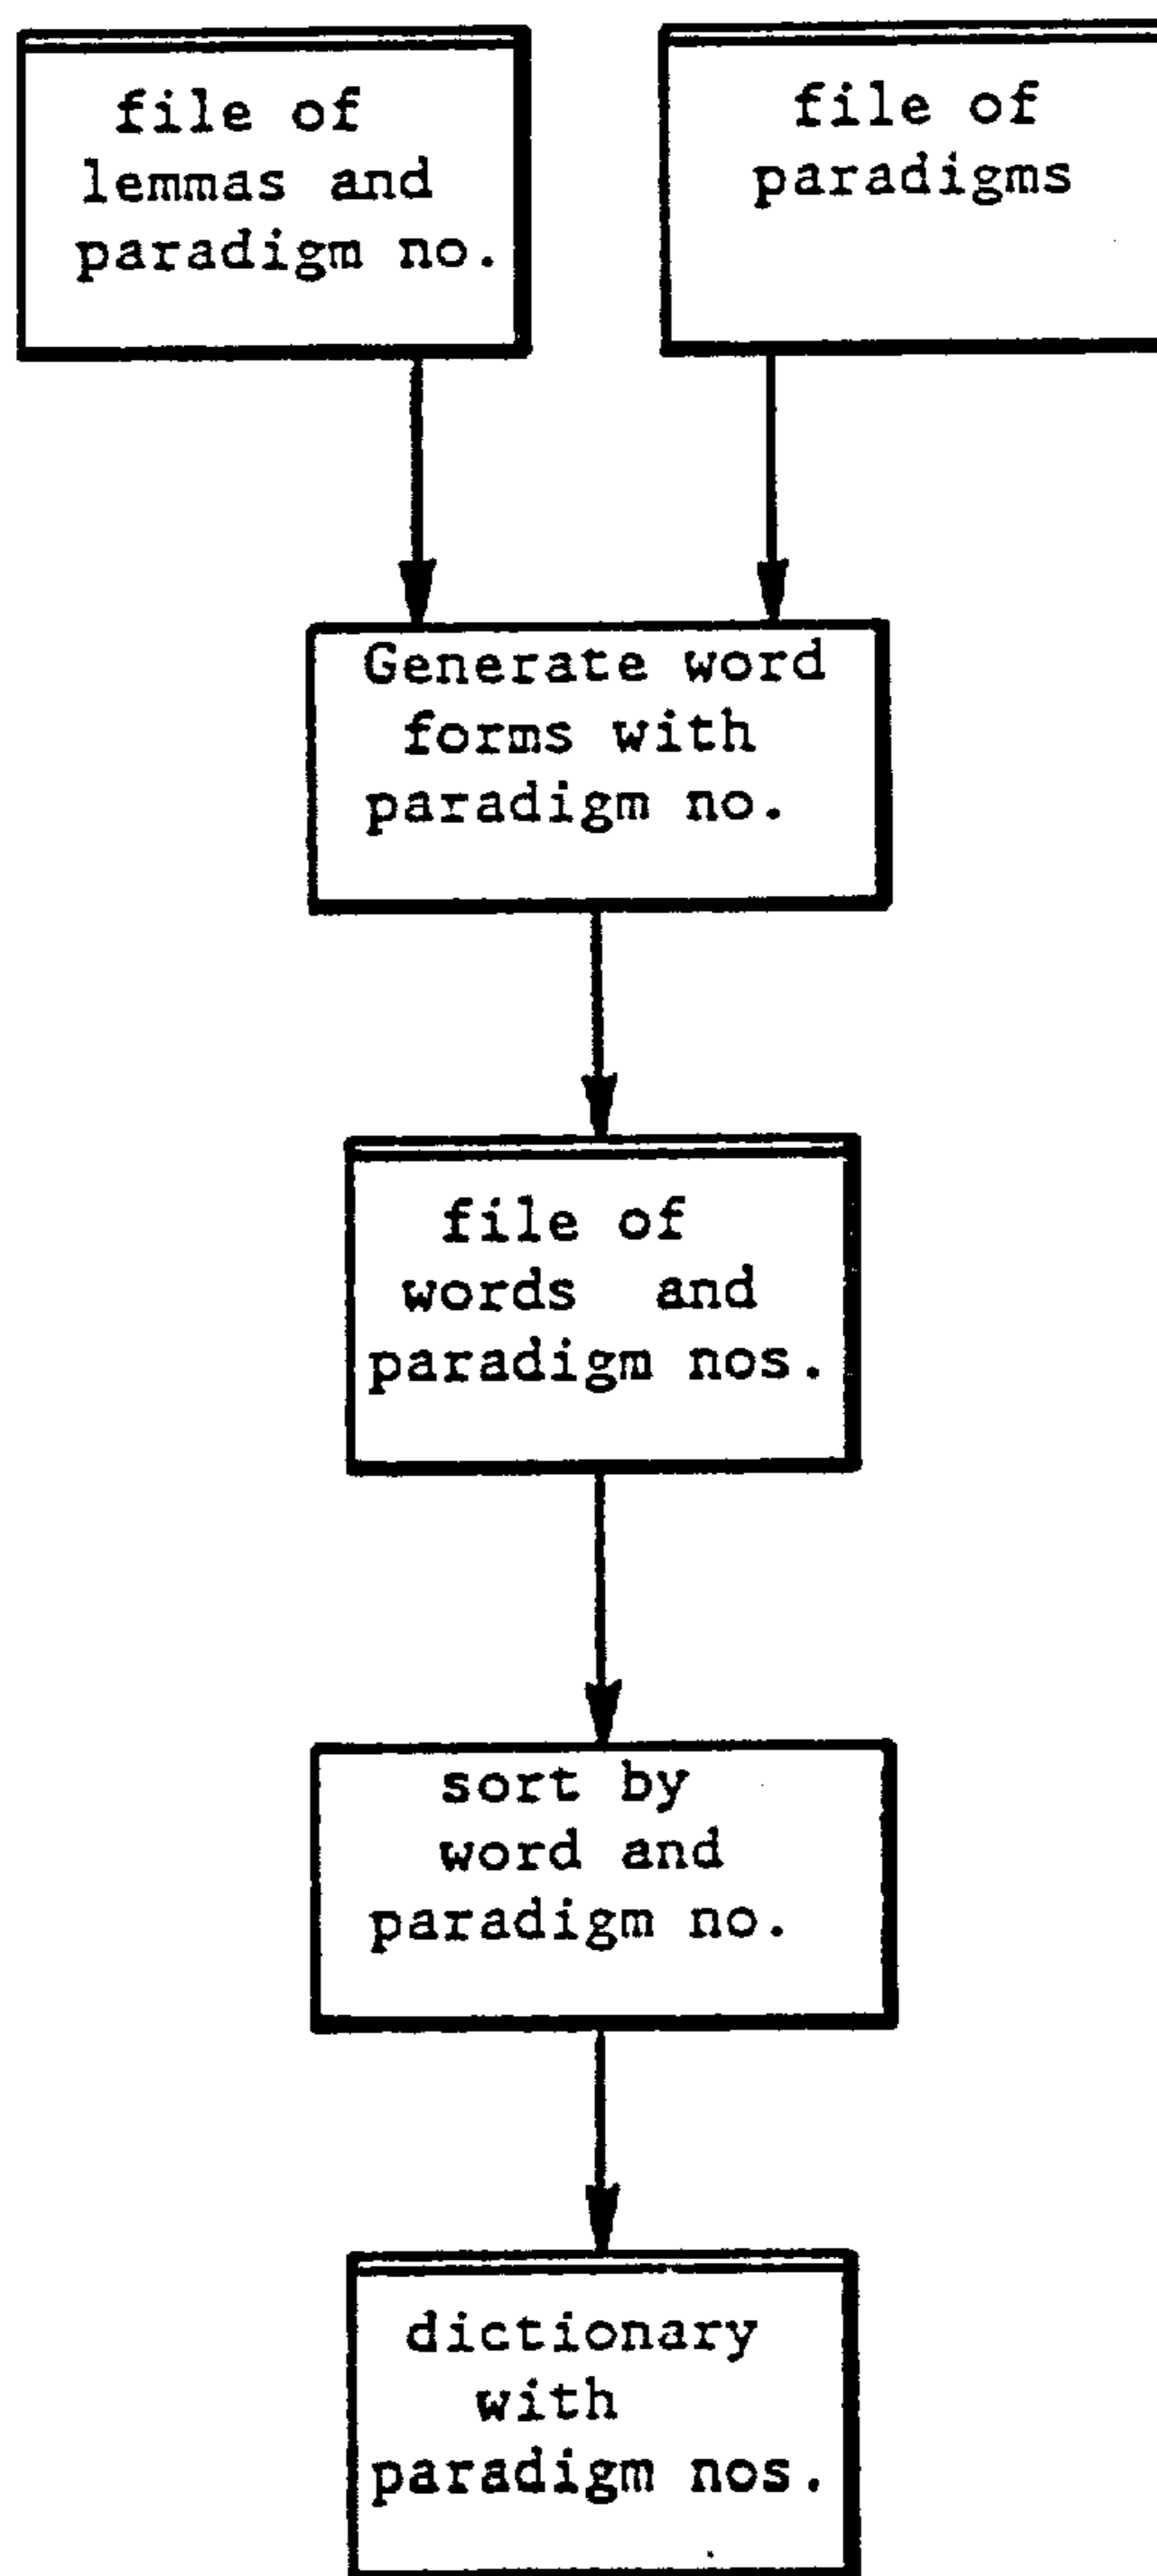 file of
lemmas and
paradigm no.
file of
paradigms
Generate word
forms with
paradigm no.
file of
words and
paradigm nos.
sort by
word and
paradigm no.
dictionary
with
paradigm nos.